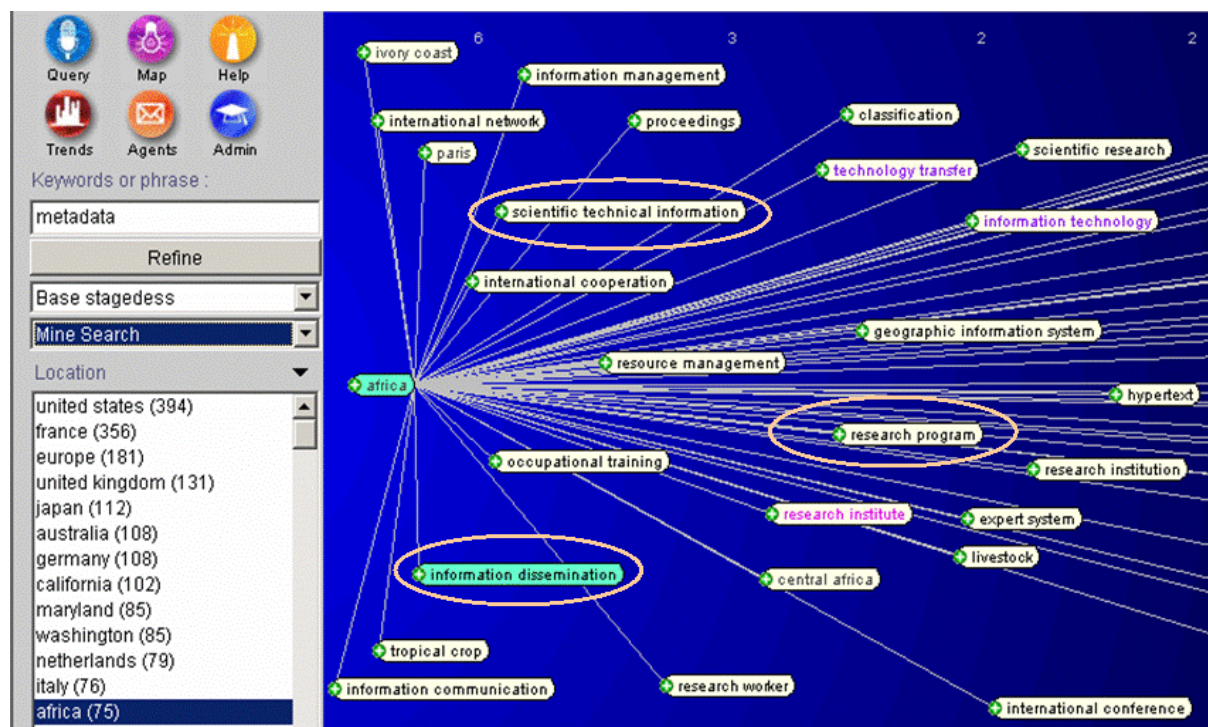 Query Map Help
Trends Agents Admin
Keywords or phrase :
metadata
Refine
Base stagedess
Mine Search
Location
united states (394)
france (356)
europe (181)
united kingdom (131)
japan (112)
australia (108)
germany (108)
california (102)
maryland (85)
washington (85)
netherlands (79)
italy (76)
africa (75)
6 3 2 2
ivory coast
information management
classification
international network
proceedings
paris
scientific research
technology transfer
scientific technical information
information technology
international cooperation
geographic information system
resource management
africa
hypertext
research program
occupational training
research institution
research institute
expert system
livestock
information dissemination
central africa
tropical crop
information communication
research worker
international conference